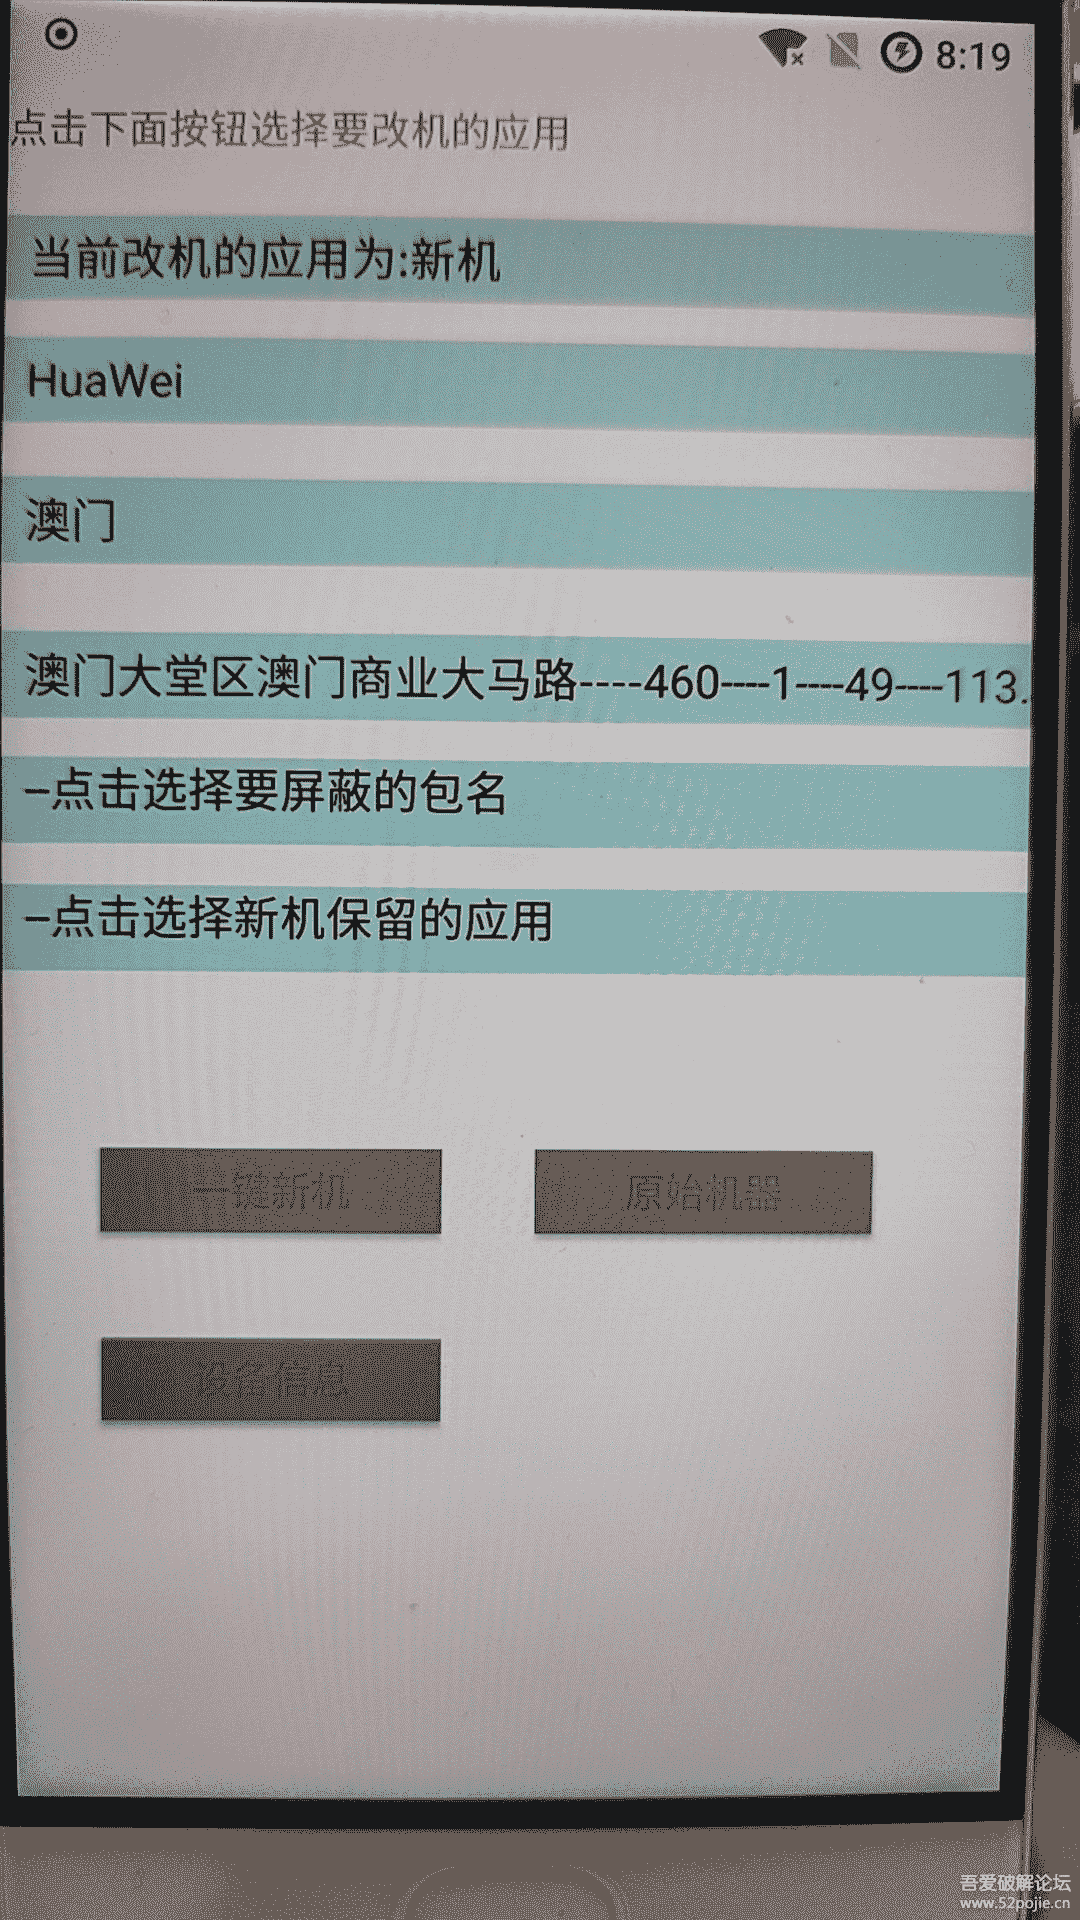 8:19
点击下面按钮选择要改机的应用
当前改机的应用为:新机
HuaWei
澳门
澳门大堂区澳门商业大马路----460----1----49----113.
–点击选择要屏蔽的包名
–点击选择新机保留的应用
一键新机
原始机器
设备信息
吾爱破解论坛
www.52pojie.cn